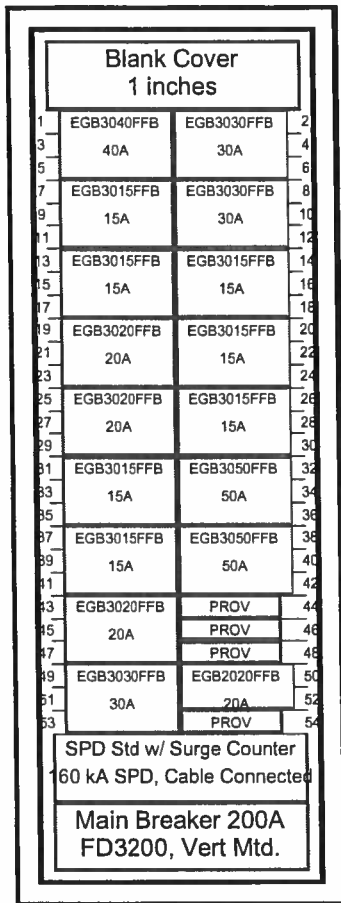 Blank Cover
1 inches
1 EGB3040FFB EGB3030FFB 2
3 40A 30A 4
5 6
7 EGB3015FFB EGB3030FFB 8
9 15A 30A 10
11 12
13 EGB3015FFB EGB3015FFB 14
15 15A 15A 16
17 18
19 EGB3020FFB EGB3015FFB 20
21 20A 15A 22
23 24
25 EGB3020FFB EGB3015FFB 26
27 20A 15A 28
29 30
31 EGB3015FFB EGB3050FFB 32
33 15A 50A 34
35 36
37 EGB3015FFB EGB3050FFB 38
39 15A 50A 40
41 42
43 EGB3020FFB PROV 44
45 20A PROV 46
47 PROV 48
49 EGB3030FFB EGB2020FFB 50
51 30A 20A 52
53 PROV 54
SPD Std w/ Surge Counter
160 kA SPD, Cable Connected
Main Breaker 200A
FD3200, Vert Mtd.